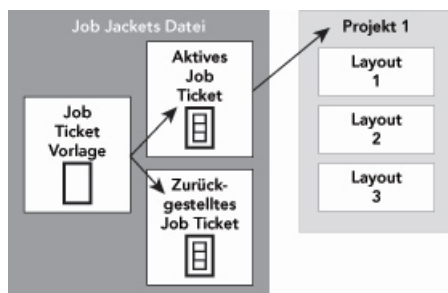 Job Jackets Datei
Job
Ticket
Vorlage
Aktives
Job
Ticket
Zurück-
gestelltes
Job Ticket
Projekt 1
Layout
1
Layout
2
Layout
3